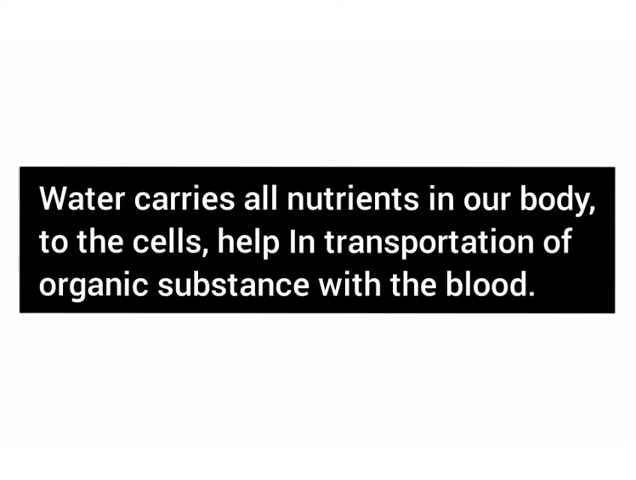 Water carries all nutrients in our body,
to the cells, help In transportation of
organic substance with the blood.